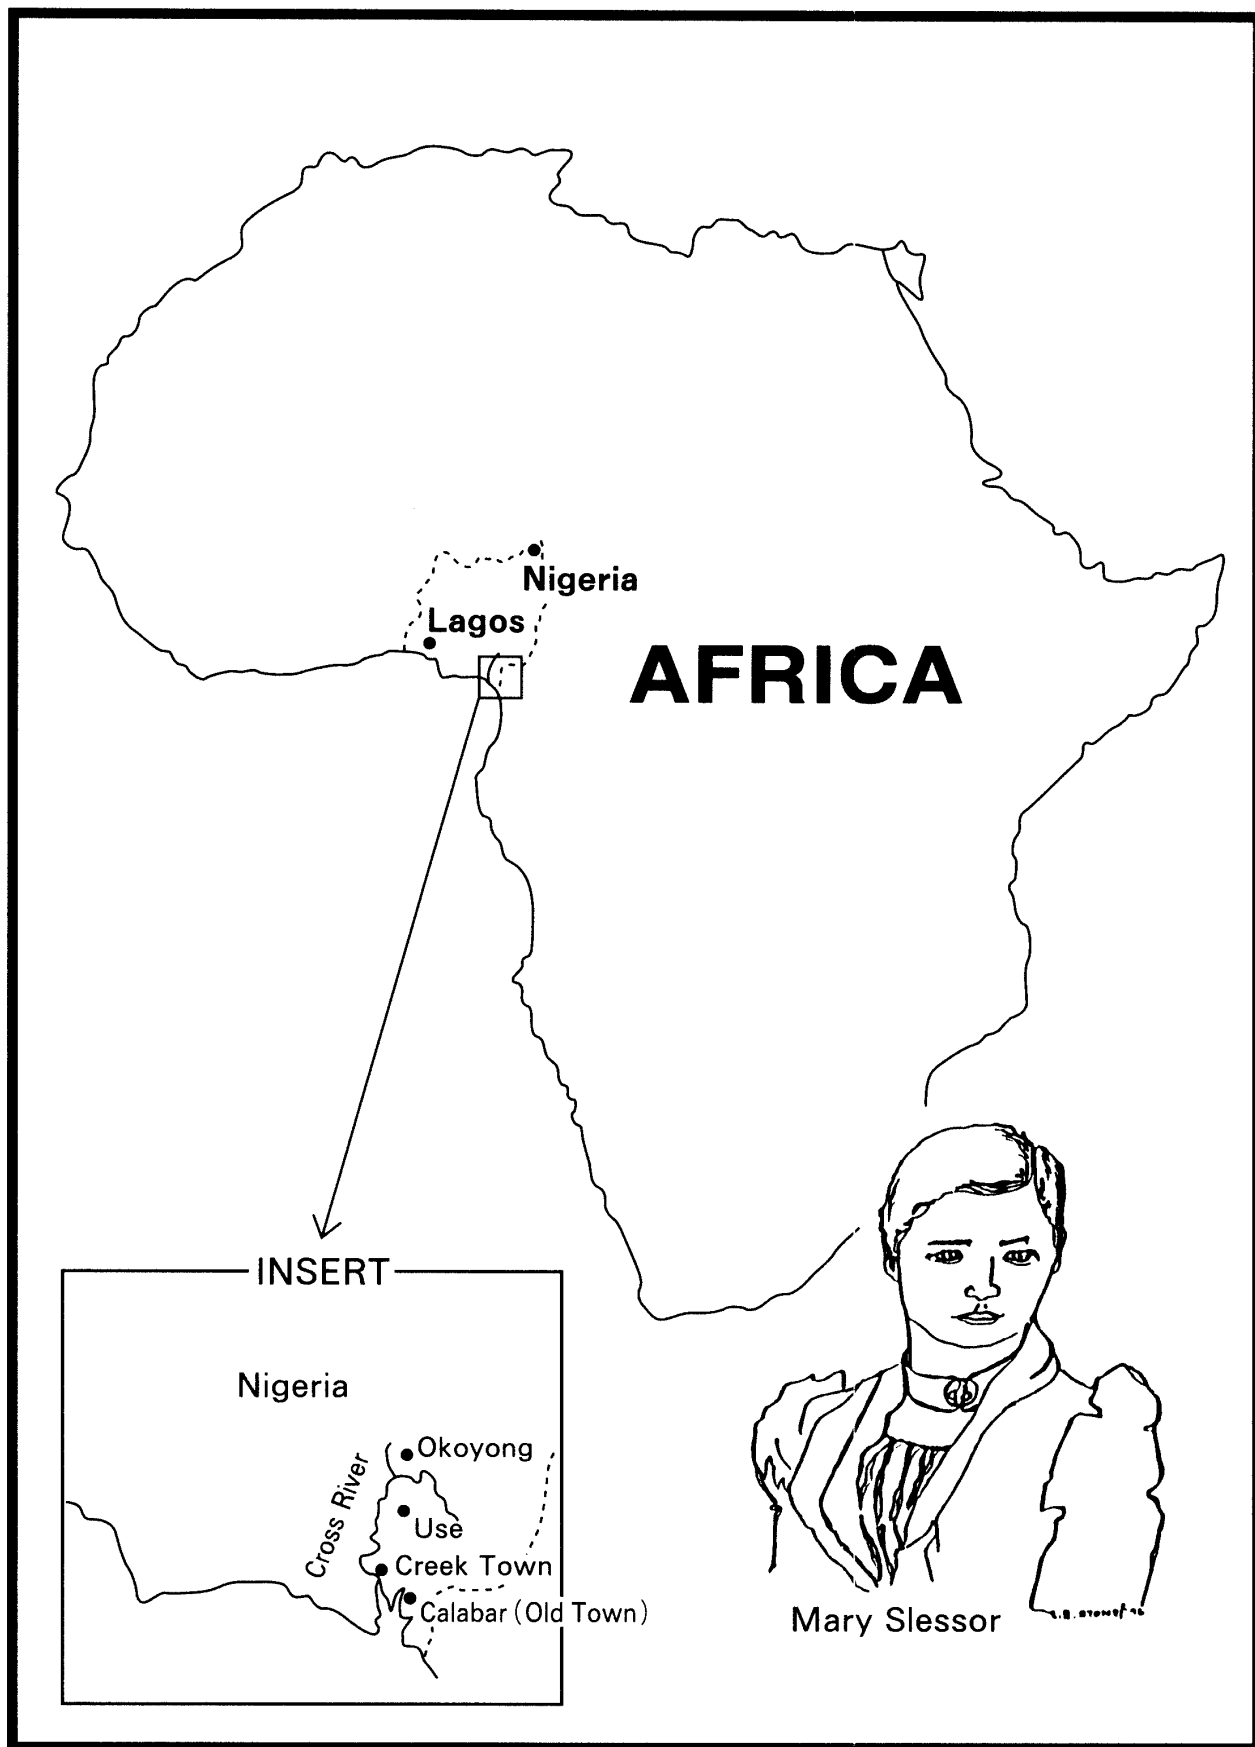 Nigeria
Lagos
AFRICA
INSERT
Nigeria
Okoyong
Cross River
Use
Creek Town
Calabar (Old Town)
Mary Slessor